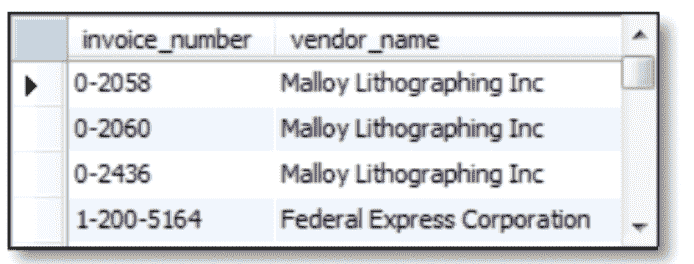 invoice_number vendor_name
0-2058 Malloy Lithographing Inc
0-2060 Malloy Lithographing Inc
0-2436 Malloy Lithographing Inc
1-200-5164 Federal Express Corporation